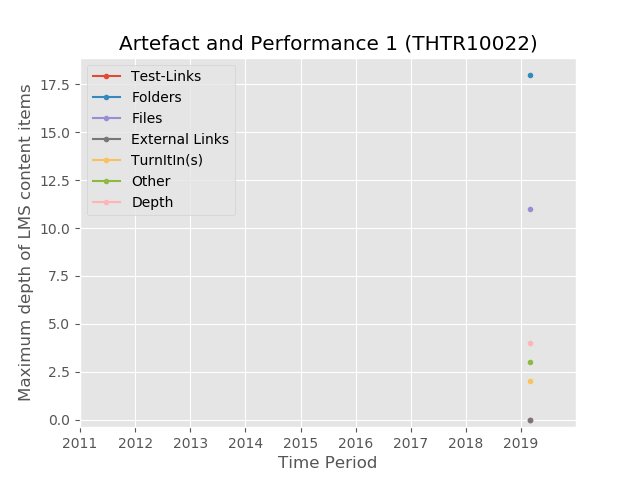 Artefact and Performance 1 (THTR10022)
Test-Links
Folders
Files
External Links
TurnItIn(s)
Other
Depth
Maximum depth of LMS content items
17.5
15.0
12.5
10.0
7.5
5.0
2.5
0.0
2011 2012 2013 2014 2015 2016 2017 2018 2019
Time Period